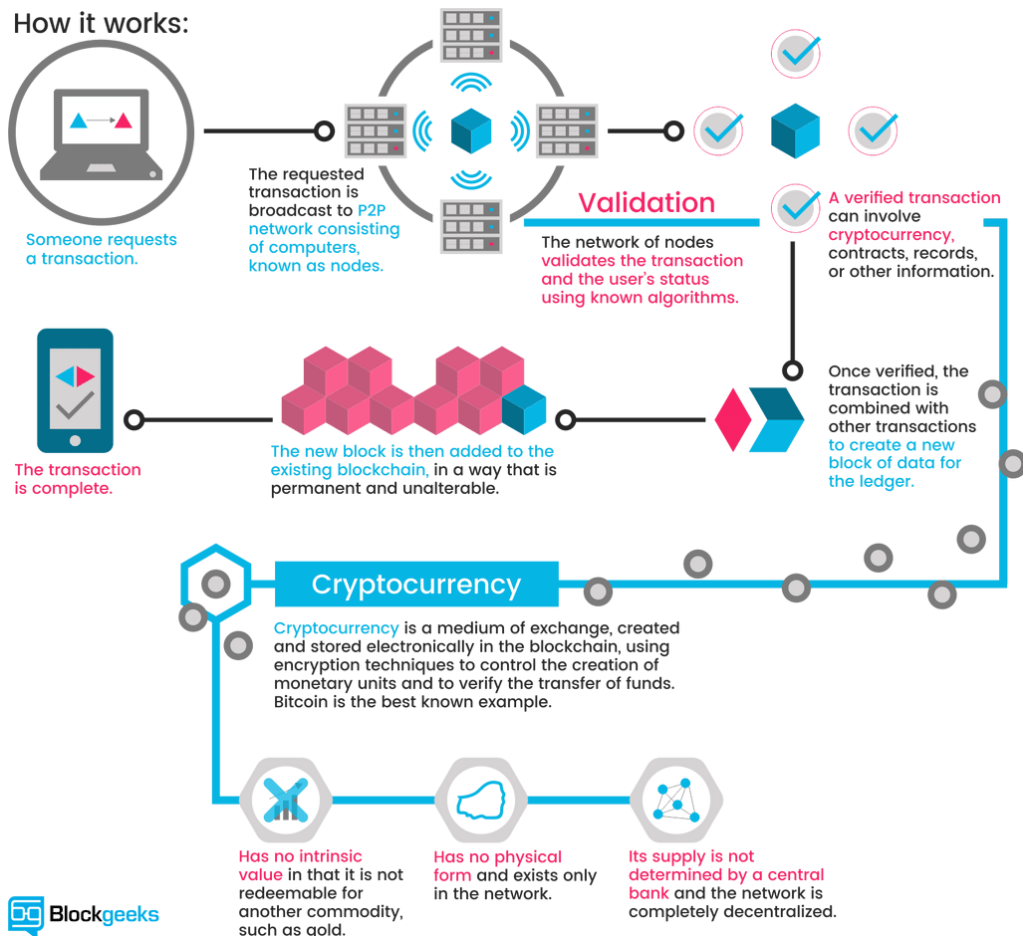 How it works:
Someone requests
a transaction.
The requested
transaction is
broadcast to P2P
network consisting
of computers,
known as nodes.
Validation
The network of nodes
validates the transaction
and the user's status
using known algorithms.
A verified transaction
can involve
cryptocurrency,
contracts, records,
or other information.
Once verified, the
transaction is
combined with
other transactions
to create a new
block of data for
the ledger.
The new block is then added to the
existing blockchain, in a way that is
permanent and unalterable.
The transaction
is complete.
Cryptocurrency
Cryptocurrency is a medium of exchange, created
and stored electronically in the blockchain, using
encryption techniques to control the creation of
monetary units and to verify the transfer of funds.
Bitcoin is the best known example.
Has no intrinsic
value in that it is not
redeemable for
another commodity,
such as gold.
Has no physical
form and exists only
in the network.
Its supply is not
determined by a central
bank and the network is
completely decentralized.
Blockgeeks